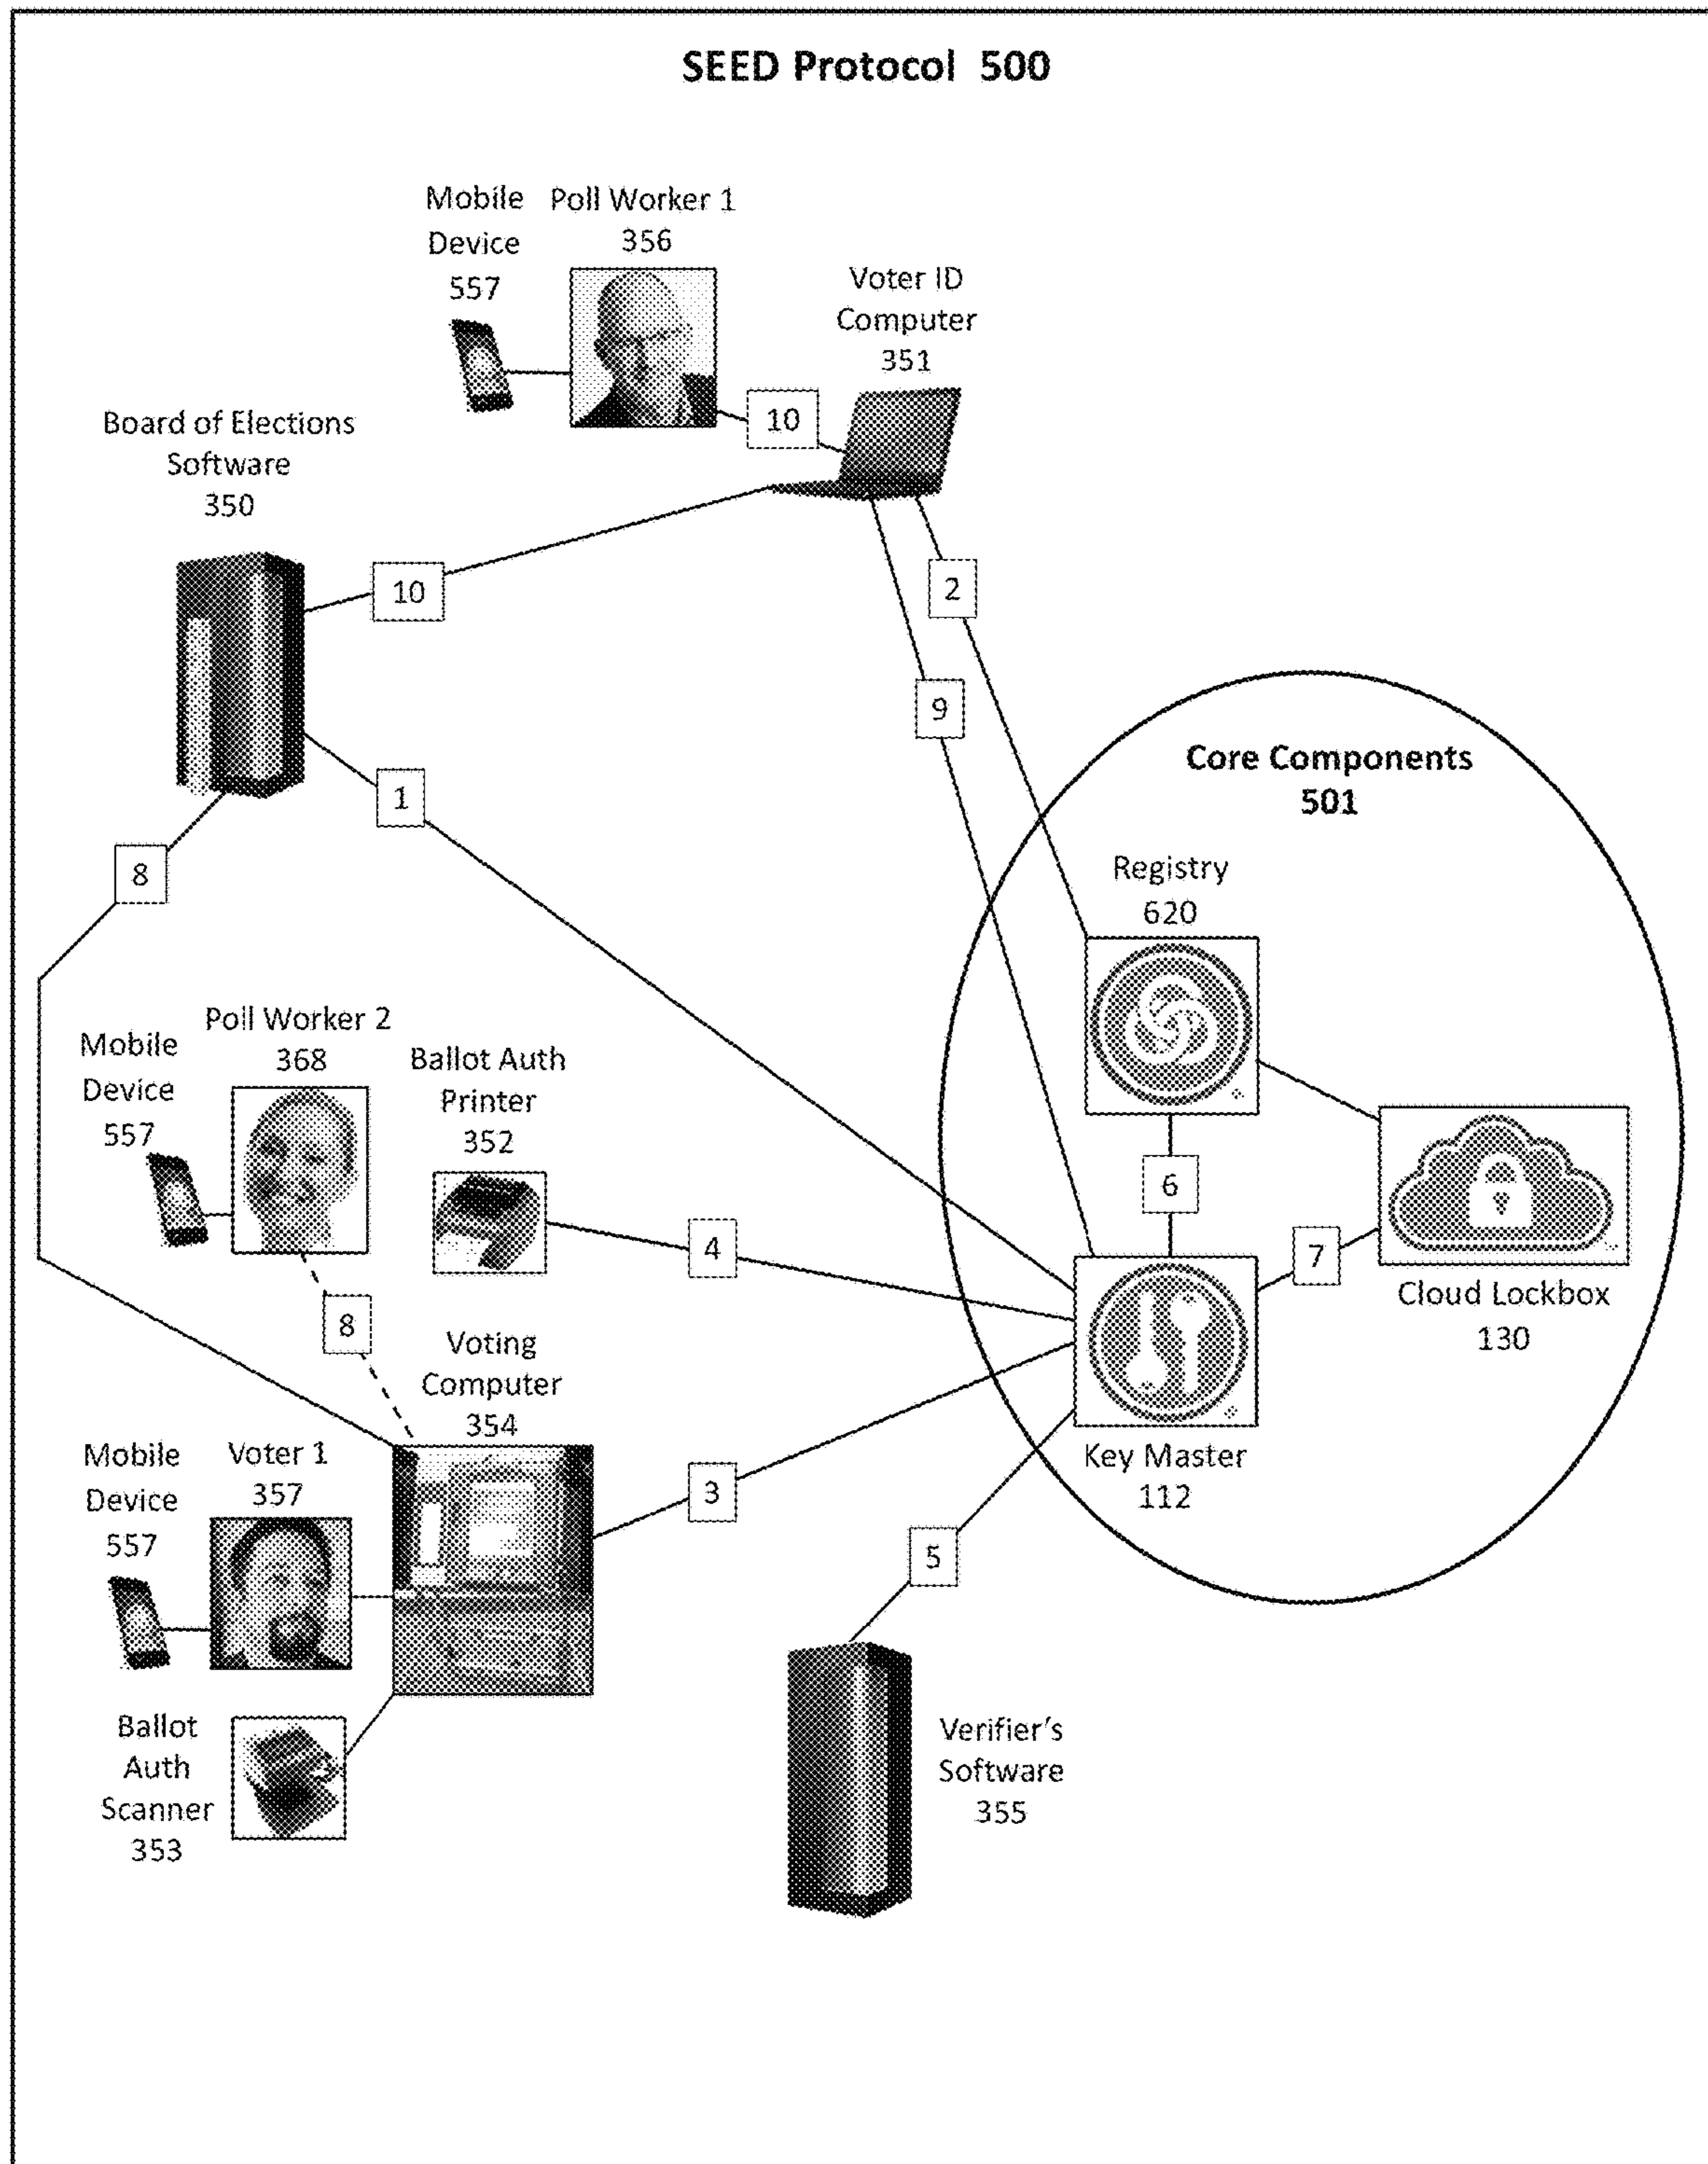 SEED Protocol 500
Mobile
Device
557
Poll Worker 1
356
Voter ID
Computer
351
10
Board of Elections
Software
350
10
2
9
1
8
Core Components
501
Registry
620
6
7
Cloud Lockbox
130
Key Master
112
Poll Worker 2
368
Mobile
Device
557
Ballot Auth
Printer
352
4
8
Voting
Computer
354
3
5
Mobile
Device
557
Voter 1
357
Ballot
Auth
Scanner
353
Verifier's
Software
355